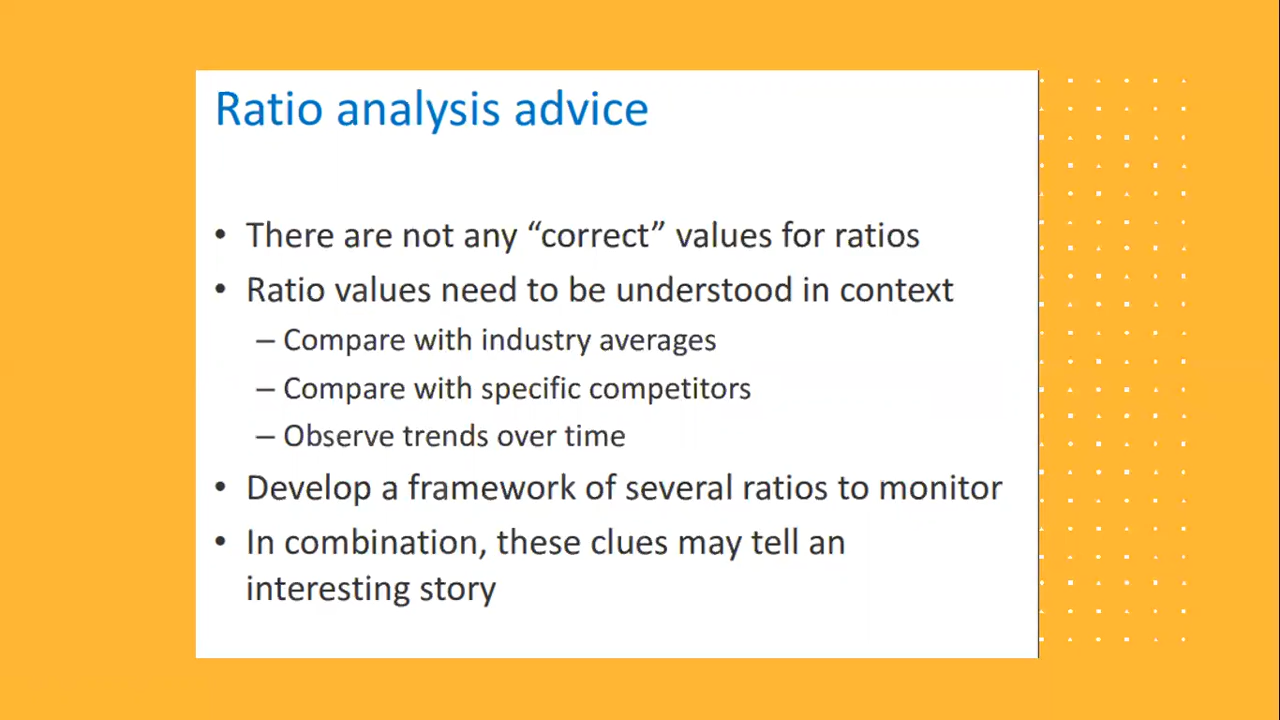 Ratio analysis advice
• There are not any “correct” values for ratios
• Ratio values need to be understood in context
– Compare with industry averages
– Compare with specific competitors
– Observe trends over time
• Develop a framework of several ratios to monitor
• In combination, these clues may tell an
interesting story